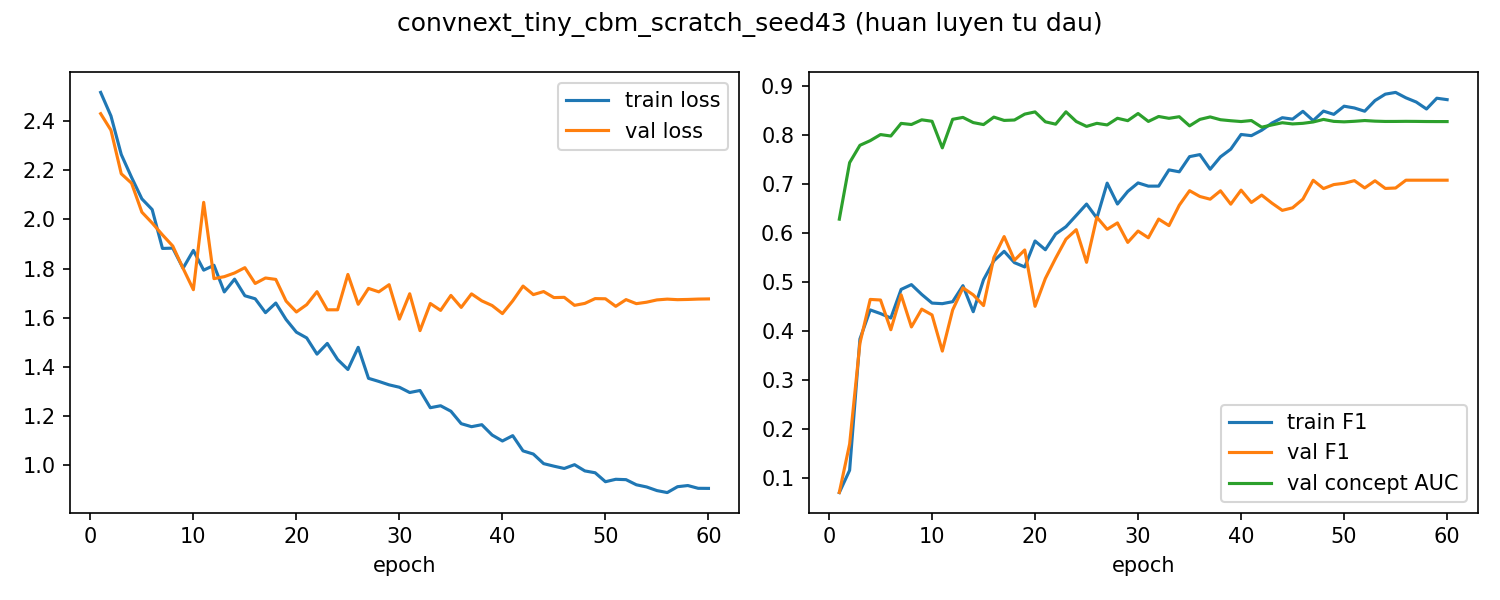 convnext_tiny_cbm_scratch_seed43 (huan luyen tu dau)
train loss
val loss
2.4
2.2
2.0
1.8
1.6
1.4
1.2
1.0
0 10 20 30 40 50 60
epoch
0.9
0.8
0.7
0.6
0.5
0.4
0.3
0.2
0.1
train F1
val F1
val concept AUC
0 10 20 30 40 50 60
epoch